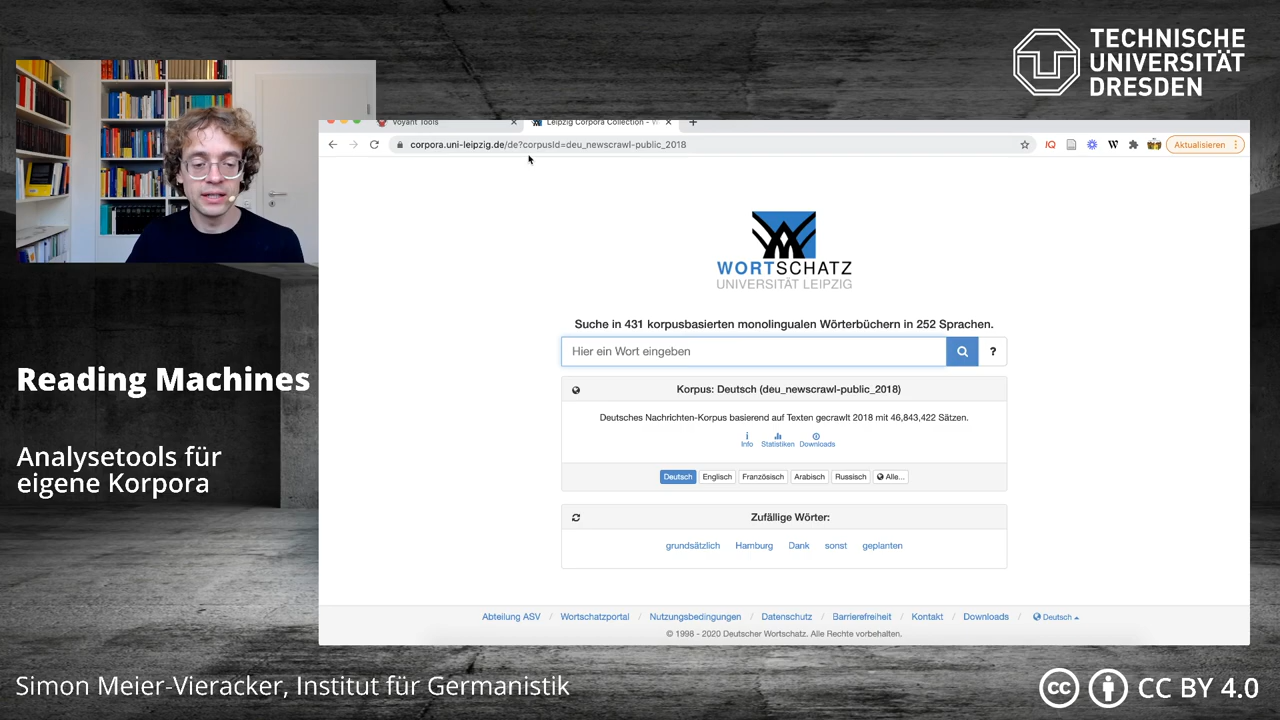 TECHNISCHE
UNIVERSITÄT
DRESDEN
Voyant Tools
Leipzig Corpora Collection - W
corpora.uni-leipzig.de/de?corpusId=deu_newscrawl-public_2018
IQ
W
Aktualisieren
WORTSCHATZ
UNIVERSITÄT LEIPZIG
Suche in 431 korpusbasierten monolingualen Wörterbüchern in 252 Sprachen.
Hier ein Wort eingeben
?
Korpus: Deutsch (deu_newscrawl-public_2018)
Deutsches Nachrichten-Korpus basierend auf Texten gecrawlt 2018 mit 46,843,422 Sätzen.
Info Statistiken Downloads
Deutsch Englisch Französisch Arabisch Russisch Alle...
Zufällige Wörter:
grundsätzlich Hamburg Dank sonst geplanten
Abteilung ASV / Wortschatzportal / Nutzungsbedingungen / Datenschutz / Barrierefreiheit / Kontakt / Downloads / Deutsch
© 1998 - 2020 Deutscher Wortschatz. Alle Rechte vorbehalten.
Reading Machines
Analysetools für
eigene Korpora
Simon Meier-Vieracker, Institut für Germanistik
cc CC BY 4.0